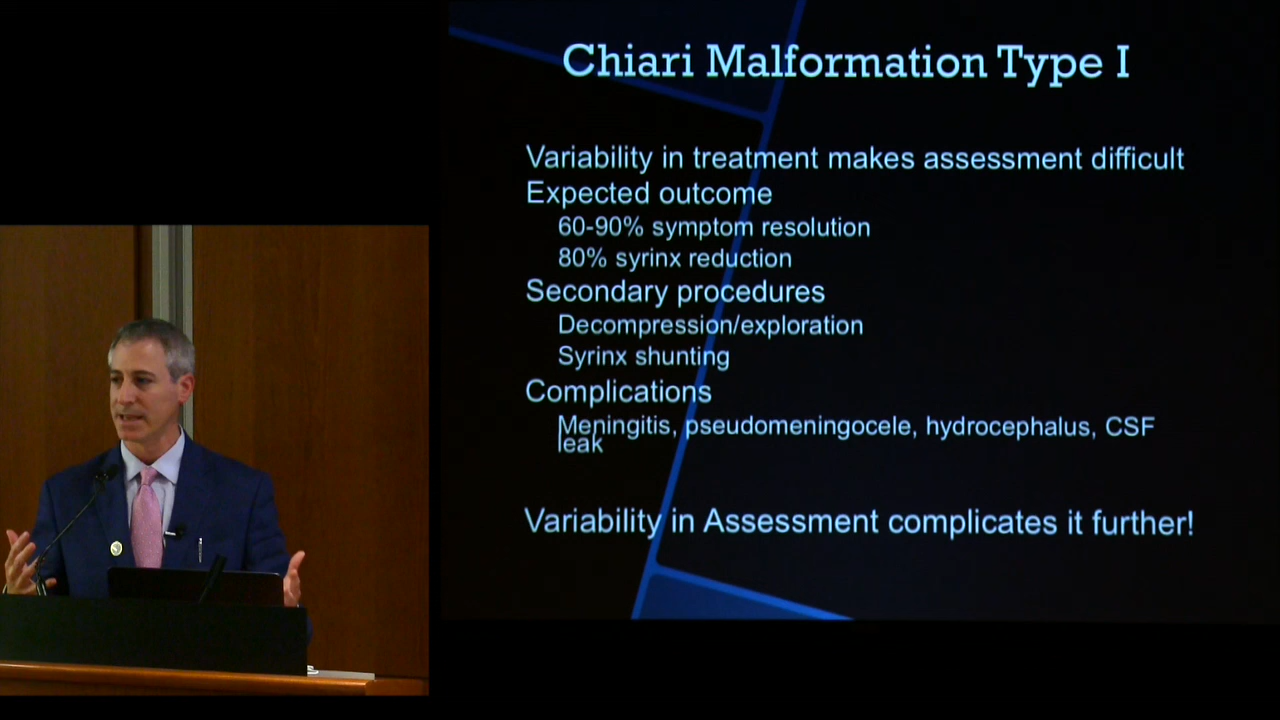 Chiari Malformation Type I
Variability in treatment makes assessment difficult
Expected outcome
60-90% symptom resolution
80% syrinx reduction
Secondary procedures
Decompression/exploration
Syrinx shunting
Complications
Meningitis, pseudomeningocele, hydrocephalus, CSF
leak
Variability in Assessment complicates it further!